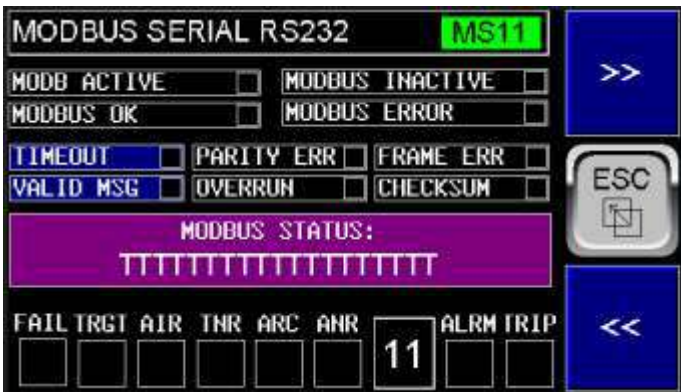 MODBUS SERIAL RS232 MS11
>>
MODB ACTIVE MODBUS INACTIVE
MODBUS OK MODBUS ERROR
TIMEOUT PARITY ERR FRAME ERR
VALID MSG OVERRUN CHECKSUM
ESC
MODBUS STATUS:
TTTTTTTTTTTTTTTTTTTT
FAIL TRGT AIR TNR ARC ANR 11 ALRM TRIP
<<